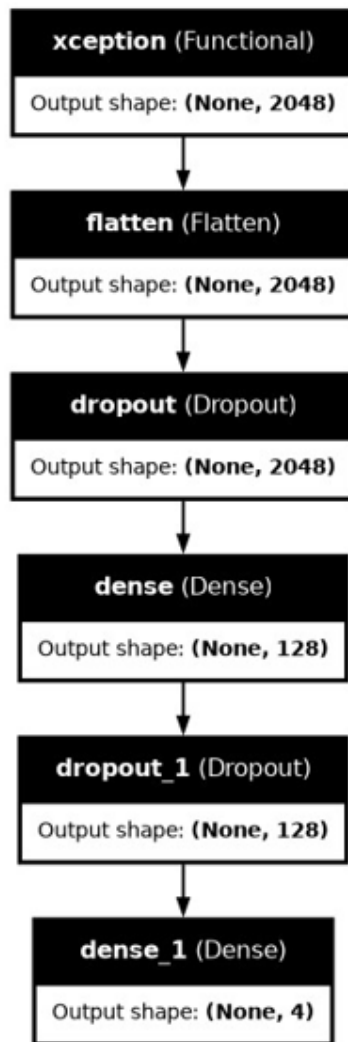 xception (Functional)
Output shape: (None, 2048)
flatten (Flatten)
Output shape: (None, 2048)
dropout (Dropout)
Output shape: (None, 2048)
dense (Dense)
Output shape: (None, 128)
dropout_1 (Dropout)
Output shape: (None, 128)
dense_1 (Dense)
Output shape: (None, 4)